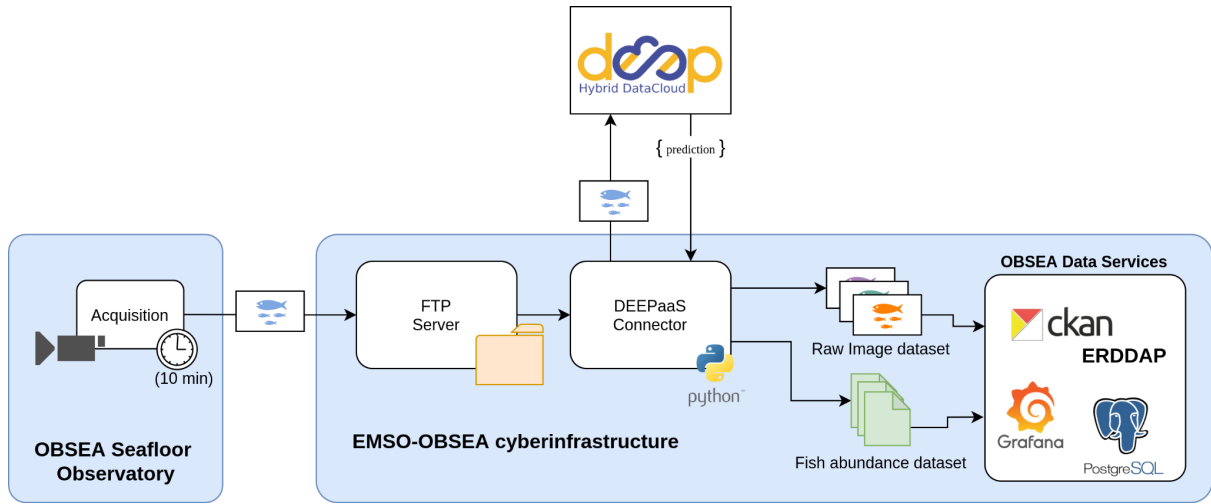 deep
Hybrid DataCloud
{ prediction }
Acquisition
(10 min)
OBSEA Seafloor
Observatory
FTP
Server
DEEPaaS
Connector
python™
EMSO-OBSEA cyberinfrastructure
Raw Image dataset
Fish abundance dataset
OBSEA Data Services
ckan
ERDDAP
Grafana
PostgreSQL